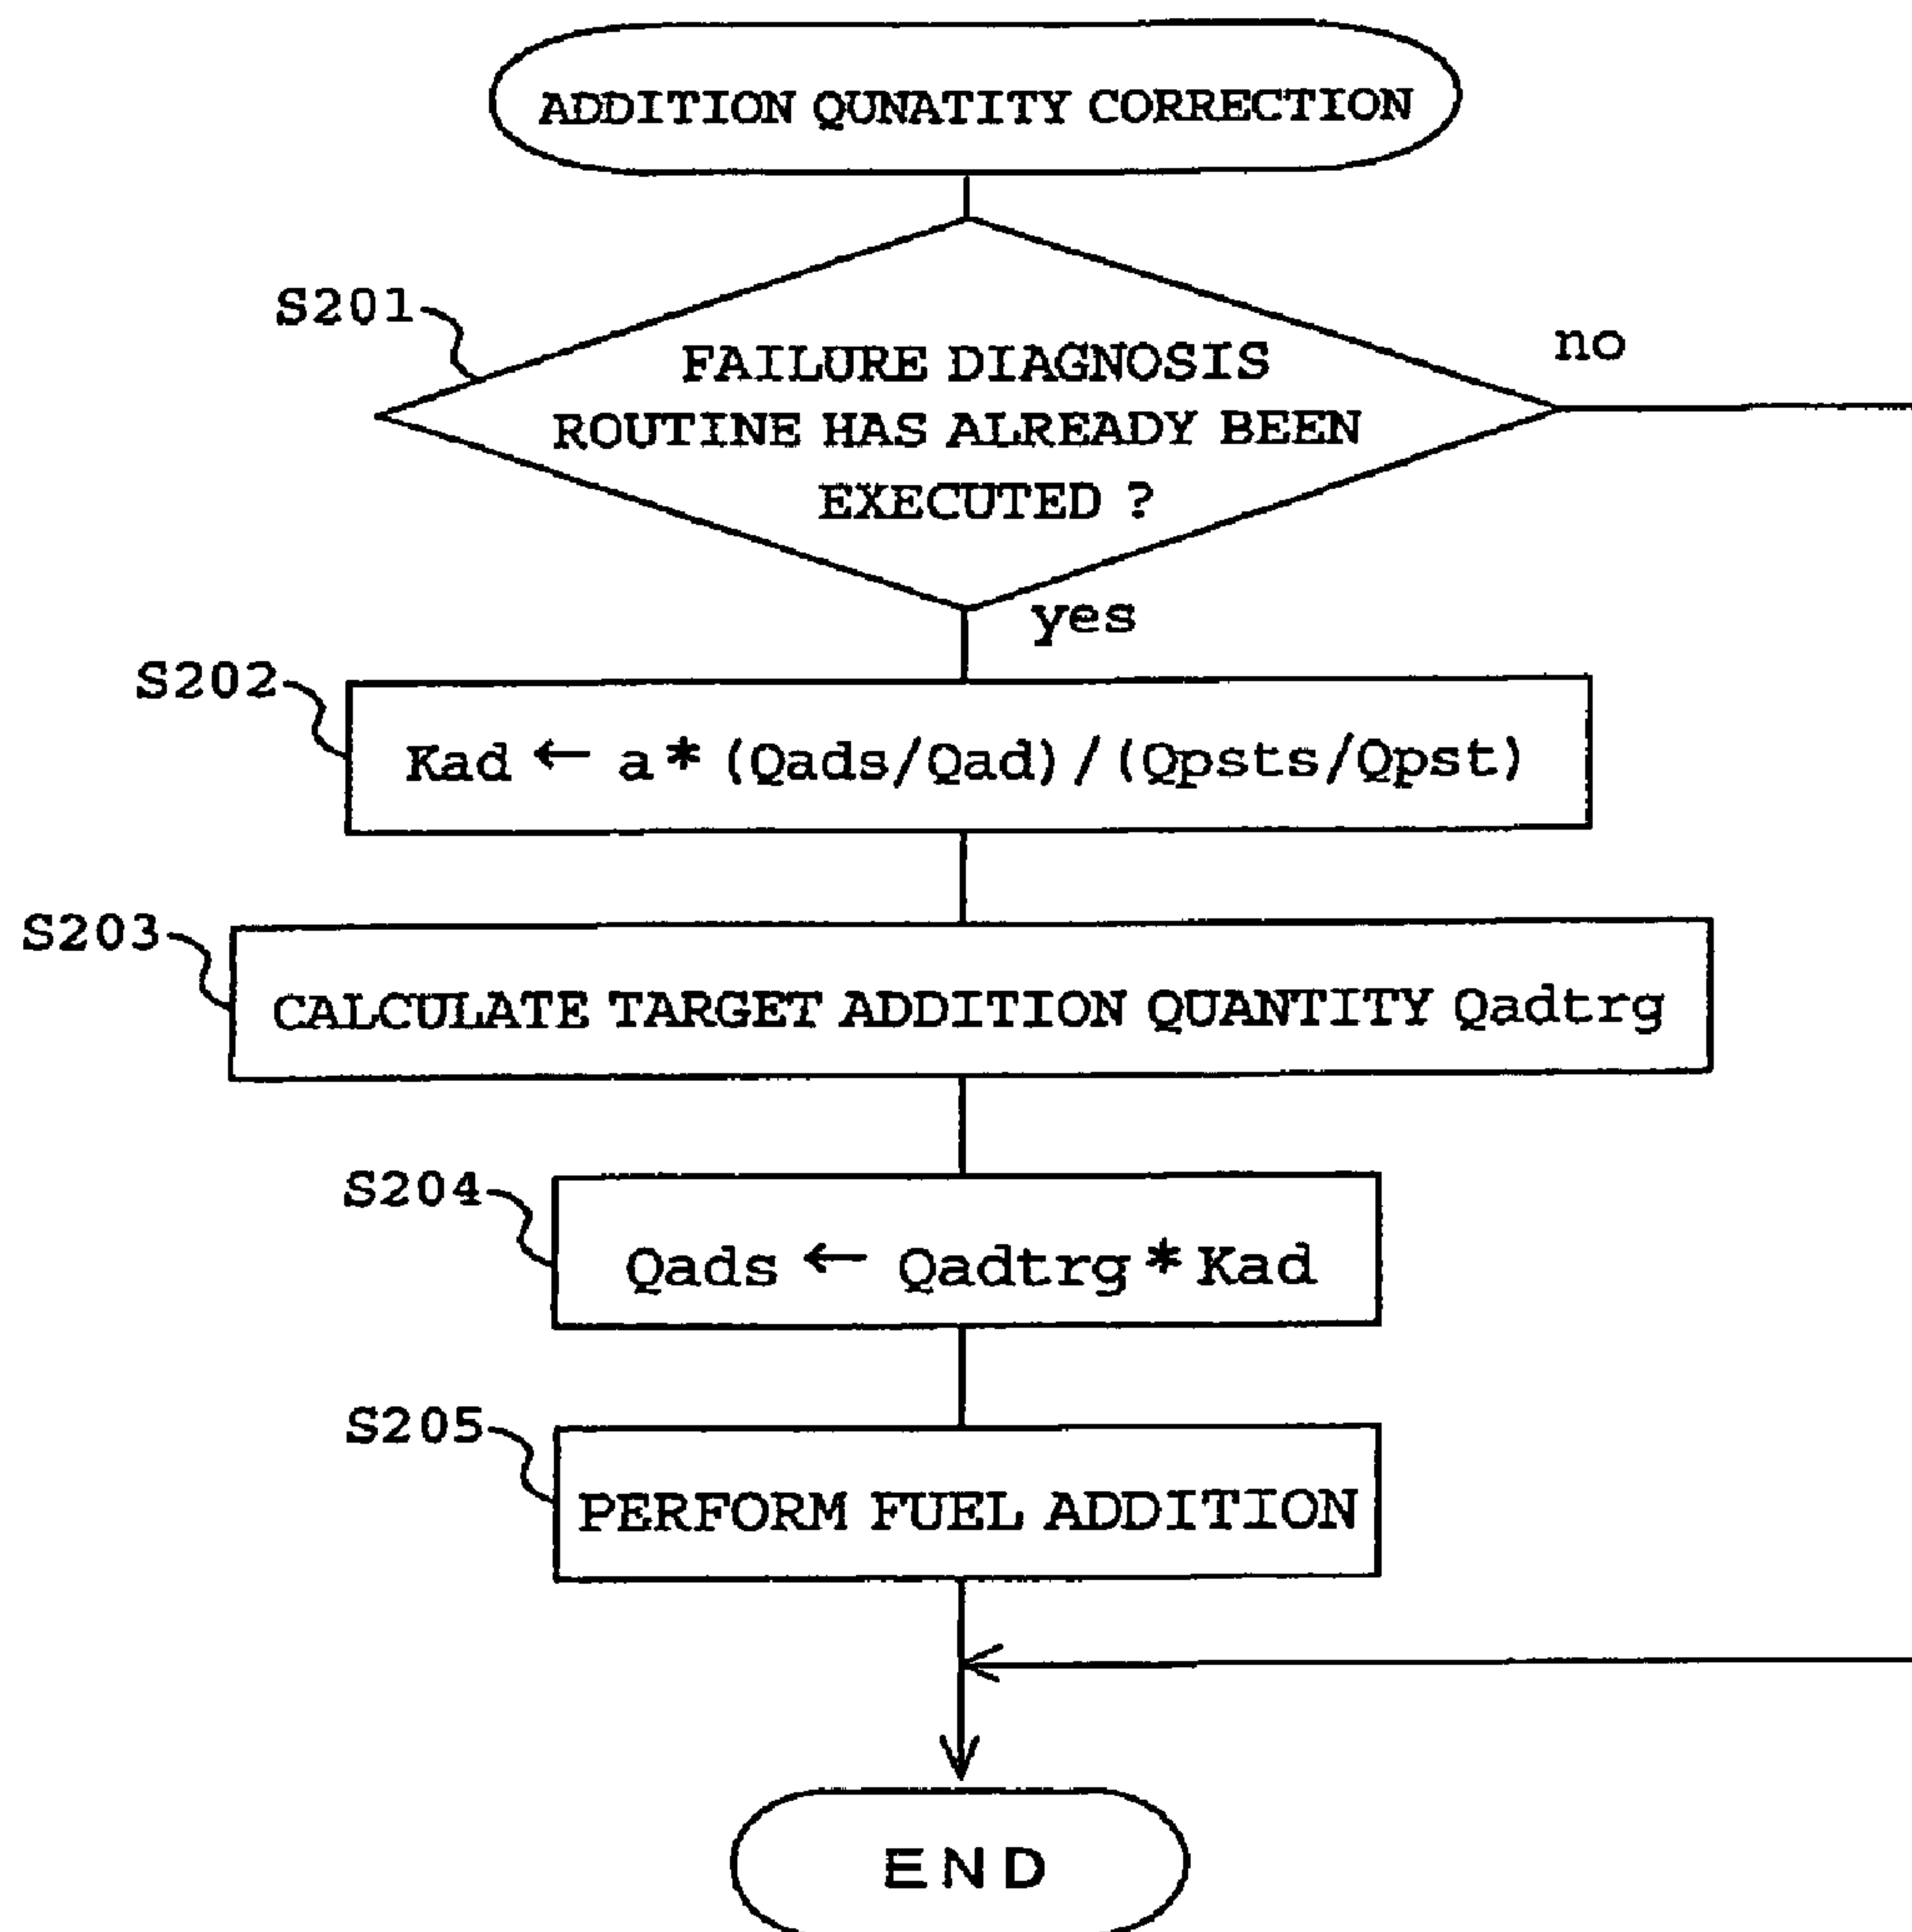 ADDITION QUNATITY CORRECTION
S201
FAILURE DIAGNOSIS
ROUTINE HAS ALREADY BEEN
EXECUTED ?
no
yes
S202
Kad ← a * (Qads/Qad) / (Qpsts/Qpst)
S203
CALCULATE TARGET ADDITION QUANTITY Qadtrg
S204
Qads ← Qadtrg * Kad
S205
PERFORM FUEL ADDITION
END